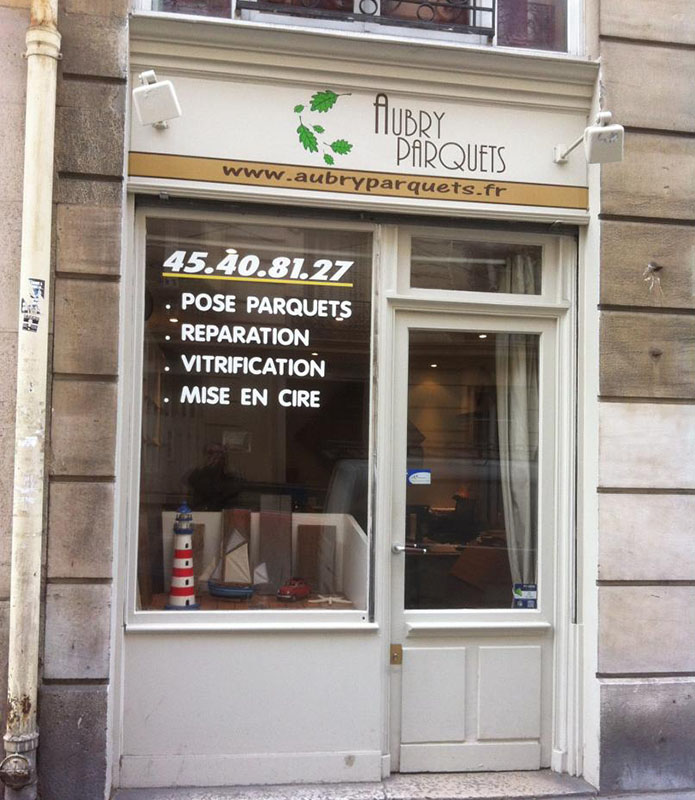 AUBRY
PARQUETS
www.aubryparquets.fr
45.40.81.27
. POSE PARQUETS
. REPARATION
. VITRIFICATION
. MISE EN CIRE